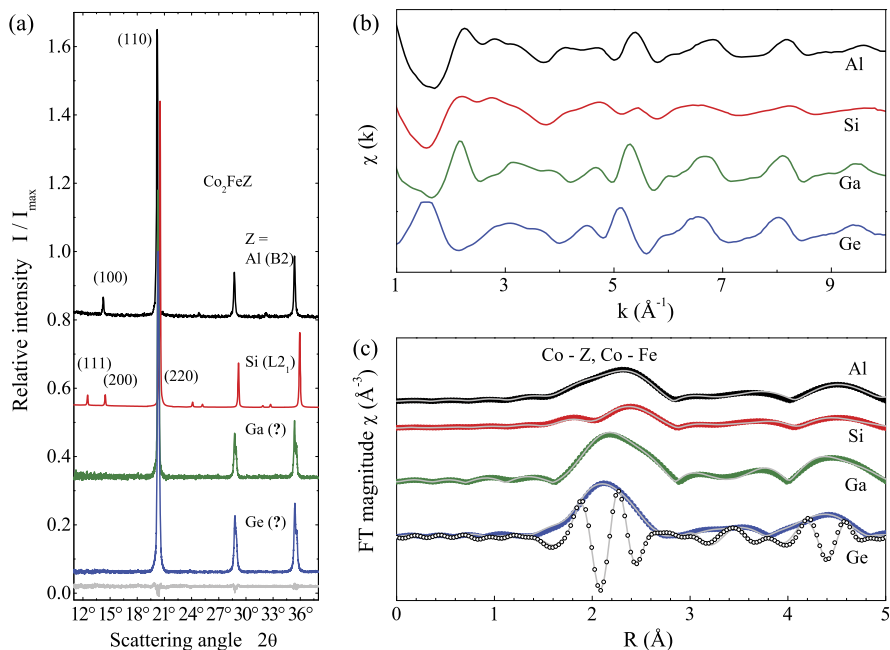 (a)
Relative intensity I / Imax
1.6
1.4
1.2
1.0
0.8
0.6
0.4
0.2
0.0
(110)
Co₂FeZ
Z =
Al (B2)
(100)
(111)
(200)
(220)
Si (L2₁)
Ga (?)
Ge (?)
12° 15° 18° 21° 24° 27° 30° 33° 36°
Scattering angle 2θ
(b)
χ (k)
Al
Si
Ga
Ge
1 3 5 7 9
k (Å⁻¹)
(c)
Co - Z, Co - Fe
FT magnitude χ (Å⁻³)
Al
Si
Ga
Ge
0 1 2 3 4 5
R (Å)